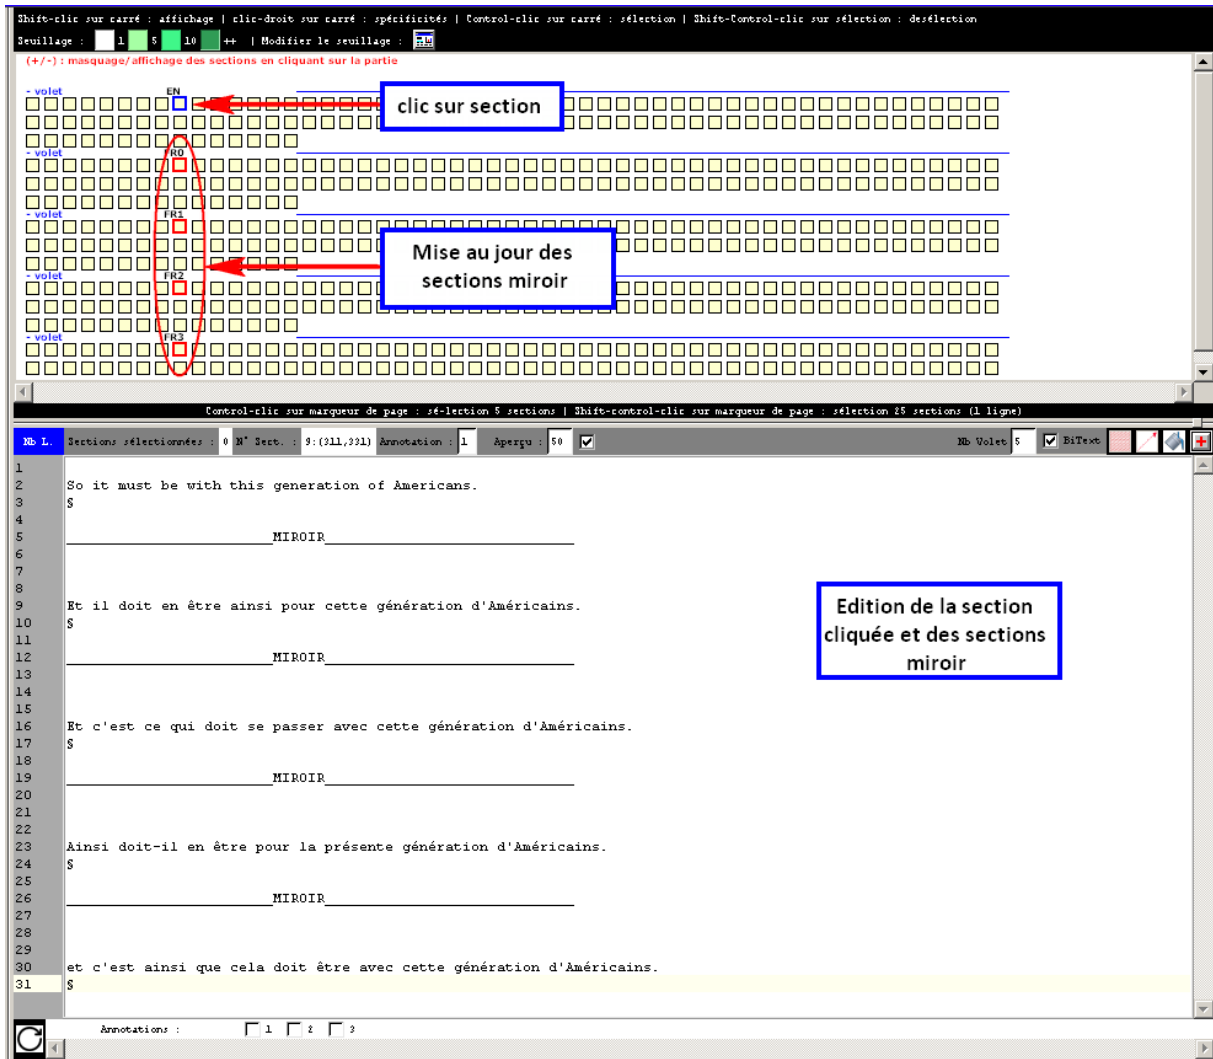 Shift-clic sur carré : affichage | clic-droit sur carré : spécificités | Control-clic sur carré : sélection | Shift-Control-clic sur sélection : desélection
Seuillage : 1 5 10 ++ | Modifier le seuillage :
(+/-) : masquage/affichage des sections en cliquant sur la partie
- volet EN
clic sur section
- volet FR0
- volet FR1
Mise au jour des
sections miroir
- volet FR2
- volet FR3
Control-clic sur marqueur de page : sé-lection 5 sections | Shift-control-clic sur marqueur de page : sélection 25 sections (1 ligne)
Nb L. Sections sélectionnées : 0 N° Sect. : 9:(311,331) Annotation : 1 Aperçu : 50 Nb Volet 5 BiText
1
2 So it must be with this generation of Americans.
3 §
4
5 MIROIR
6
7
8
9 Et il doit en être ainsi pour cette génération d'Américains.
10 §
11
12 MIROIR
13
14
15
16 Et c'est ce qui doit se passer avec cette génération d'Américains.
17 §
18
19 MIROIR
20
21
22
23 Ainsi doit-il en être pour la présente génération d'Américains.
24 §
25
26 MIROIR
27
28
29
30 et c'est ainsi que cela doit être avec cette génération d'Américains.
31 §
Edition de la section
cliquée et des sections
miroir
Annotations : 1 2 3